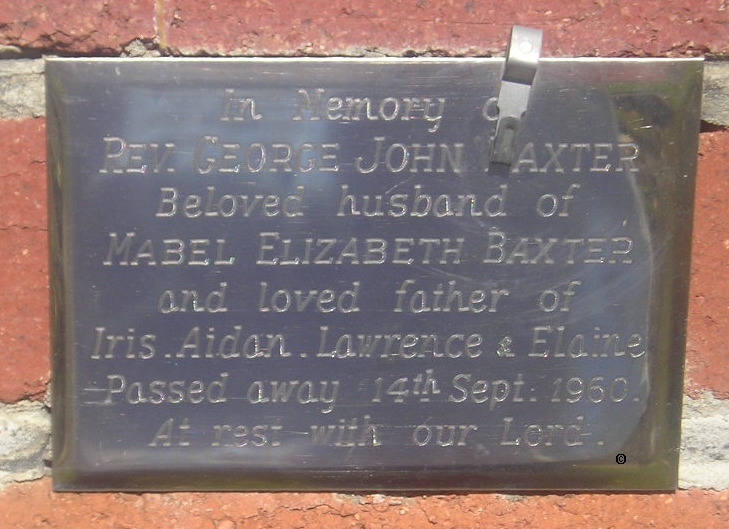 In Memory o
REV. GEORGE JOHN BAXTER
Beloved husband of
MABEL ELIZABETH BAXTER
and loved father of
Iris. Aidan. Lawrence & Elaine
Passed away 14th Sept. 1960.
At rest with our Lord.
©